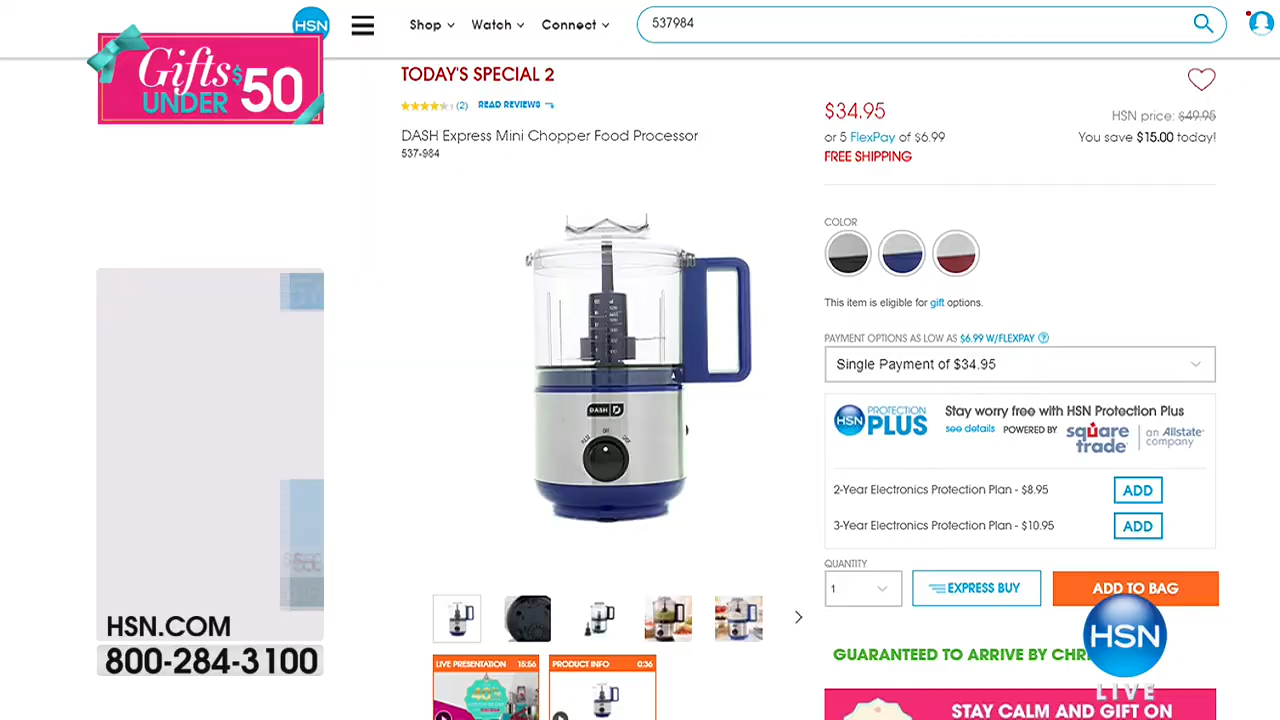 HSN
Shop
Watch
Connect
537984
Gifts
UNDER
$50
TODAY'S SPECIAL 2
(2)
READ REVIEWS
DASH Express Mini Chopper Food Processor
537-984
$34.95
HSN price: $49.95
or 5 FlexPay of $6.99
You save $15.00 today!
FREE SHIPPING
COLOR
This item is eligible for gift options.
PAYMENT OPTIONS AS LOW AS $6.99 W/FLEXPAY ?
Single Payment of $34.95
HSN PROTECTION PLUS
Stay worry free with HSN Protection Plus
see details
POWERED BY
square trade
an Allstate company
2-Year Electronics Protection Plan - $8.95
ADD
3-Year Electronics Protection Plan - $10.95
ADD
QUANTITY
1
EXPRESS BUY
ADD TO BAG
DASH
OFF
HSN.COM
800-284-3100
LIVE PRESENTATION 15:56
PRODUCT INFO 0:36
40%
GUARANTEED TO ARRIVE BY CHR
HSN
LIVE
STAY CALM AND GIFT ON